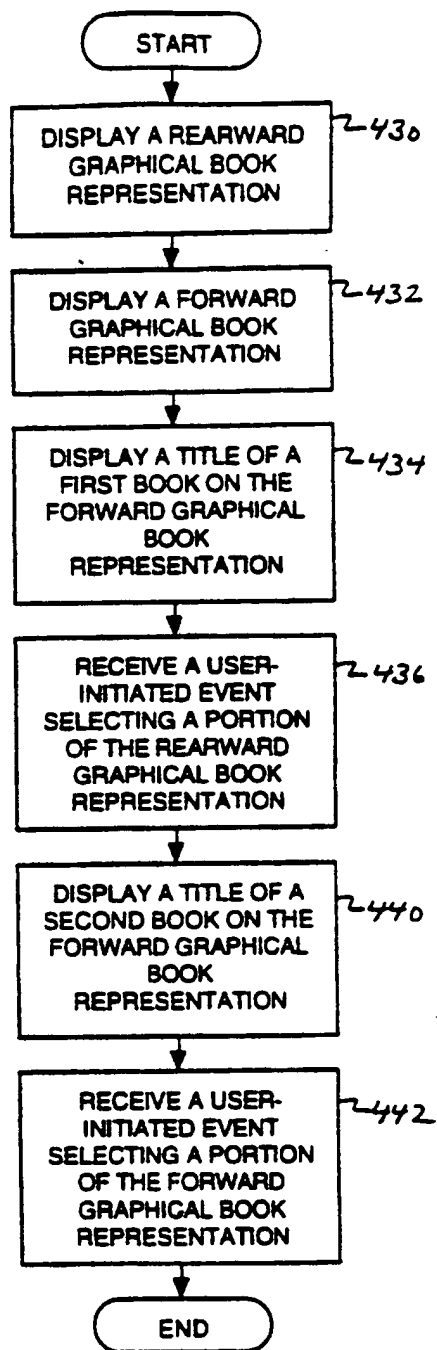 START
DISPLAY A REARWARD
GRAPHICAL BOOK
REPRESENTATION
430
DISPLAY A FORWARD
GRAPHICAL BOOK
REPRESENTATION
432
DISPLAY A TITLE OF A
FIRST BOOK ON THE
FORWARD GRAPHICAL
BOOK
REPRESENTATION
434
RECEIVE A USER-
INITIATED EVENT
SELECTING A PORTION
OF THE REARWARD
GRAPHICAL BOOK
REPRESENTATION
436
DISPLAY A TITLE OF A
SECOND BOOK ON THE
FORWARD GRAPHICAL
BOOK
REPRESENTATION
440
RECEIVE A USER-
INITIATED EVENT
SELECTING A PORTION
OF THE FORWARD
GRAPHICAL BOOK
REPRESENTATION
442
END